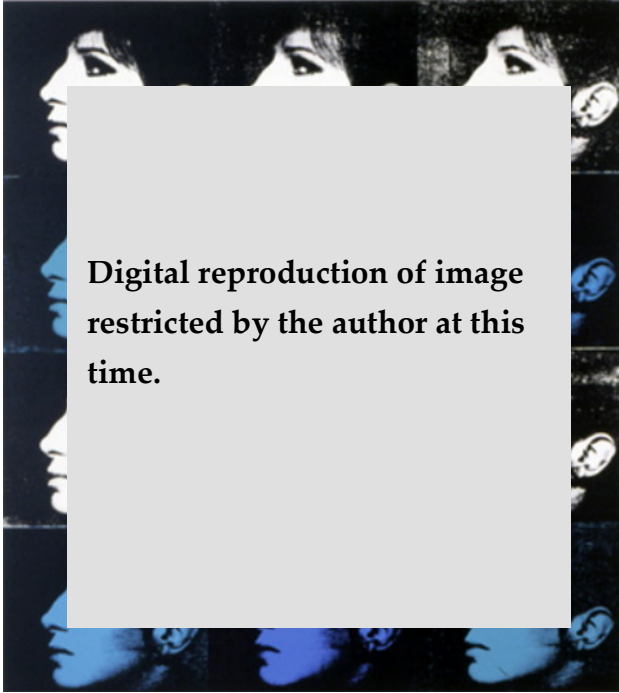 Digital reproduction of image
restricted by the author at this
time.